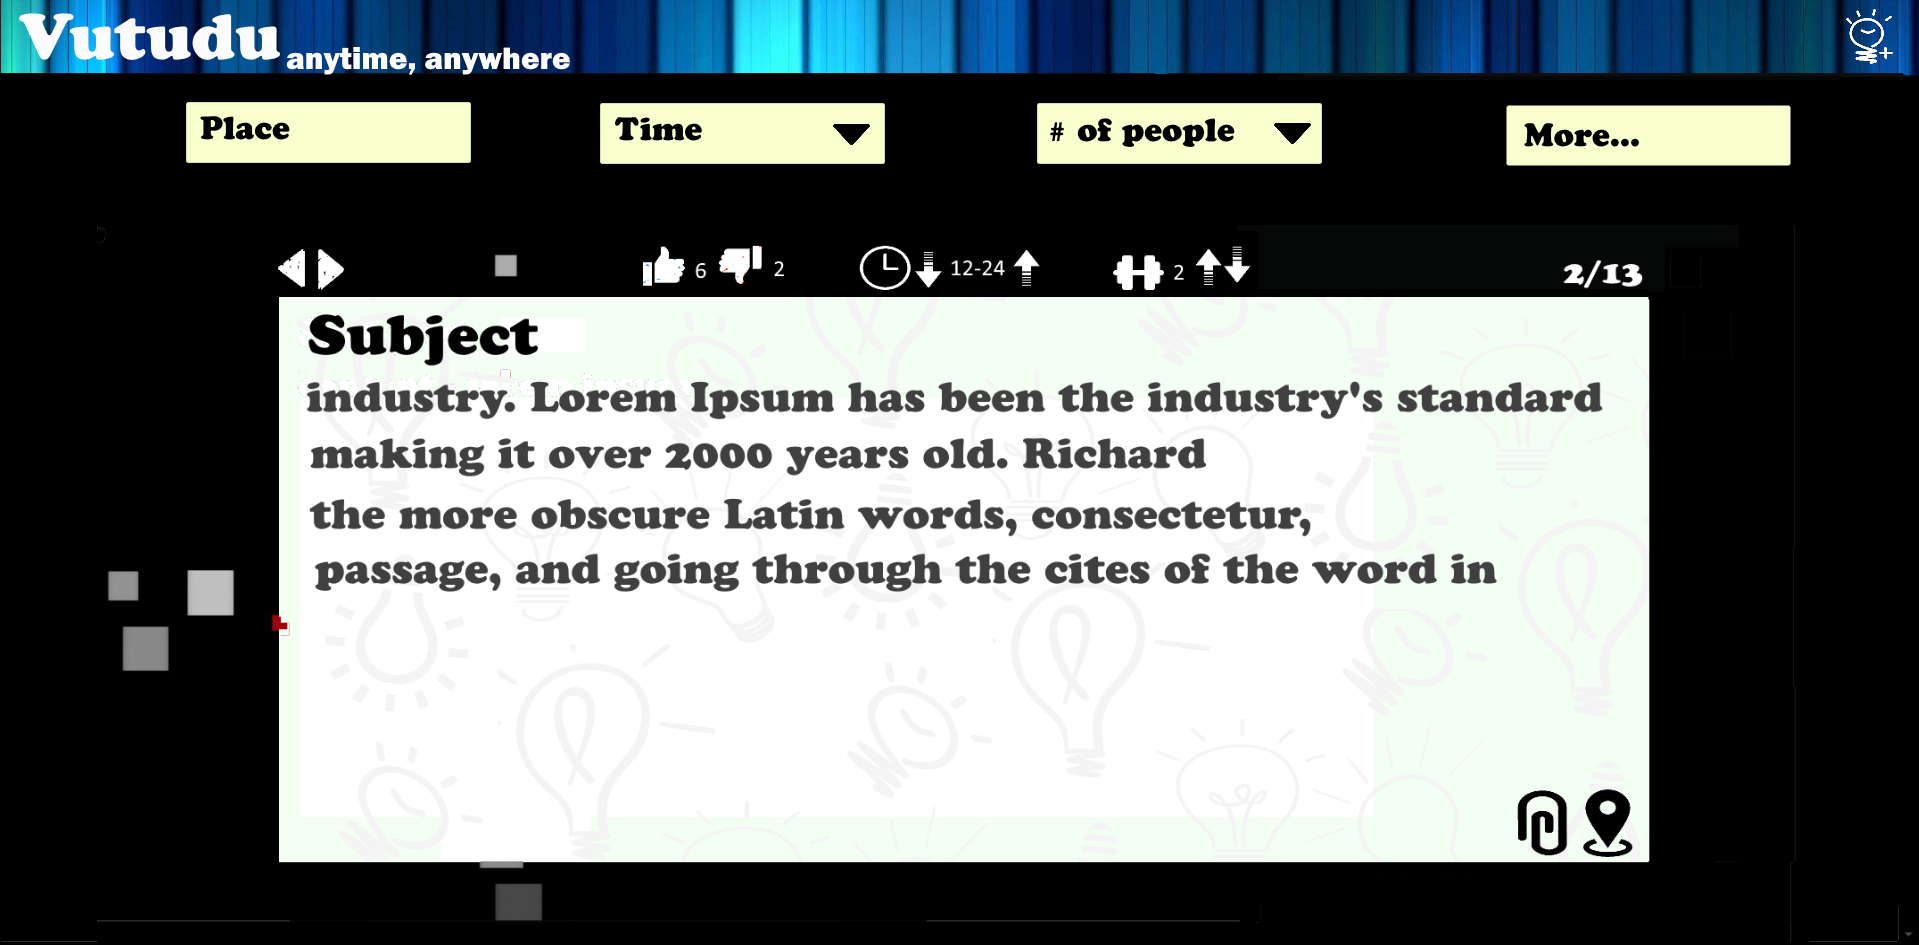 Vutudu anytime, anywhere
Place Time # of people More...
6 2 12-24 2 2/13
Subject
industry. Lorem Ipsum has been the industry's standard
making it over 2000 years old. Richard
the more obscure Latin words, consectetur,
passage, and going through the cites of the word in